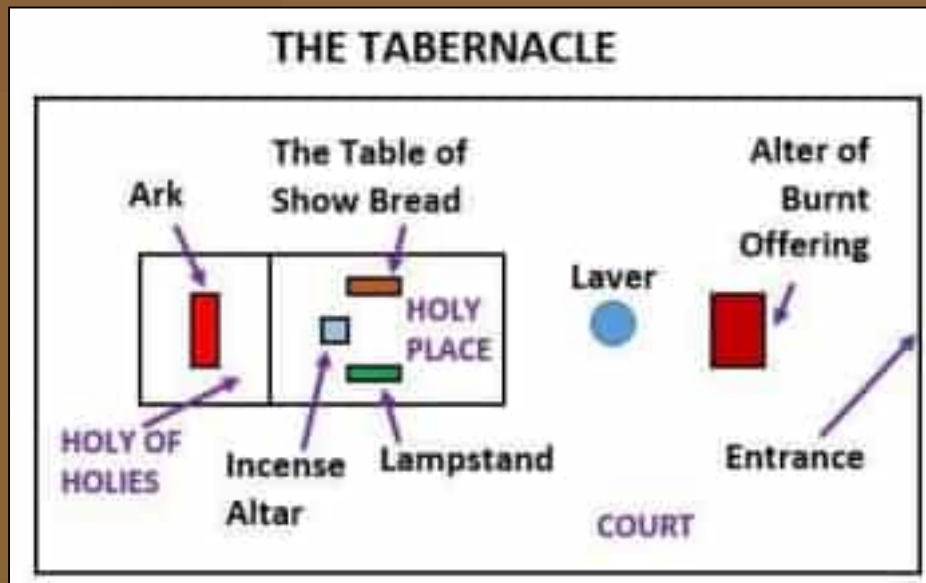 THE TABERNACLE
Ark
The Table of
Show Bread
Alter of
Burnt
Offering
Laver
HOLY
PLACE
HOLY OF
HOLIES
Incense
Altar
Lampstand
Entrance
COURT